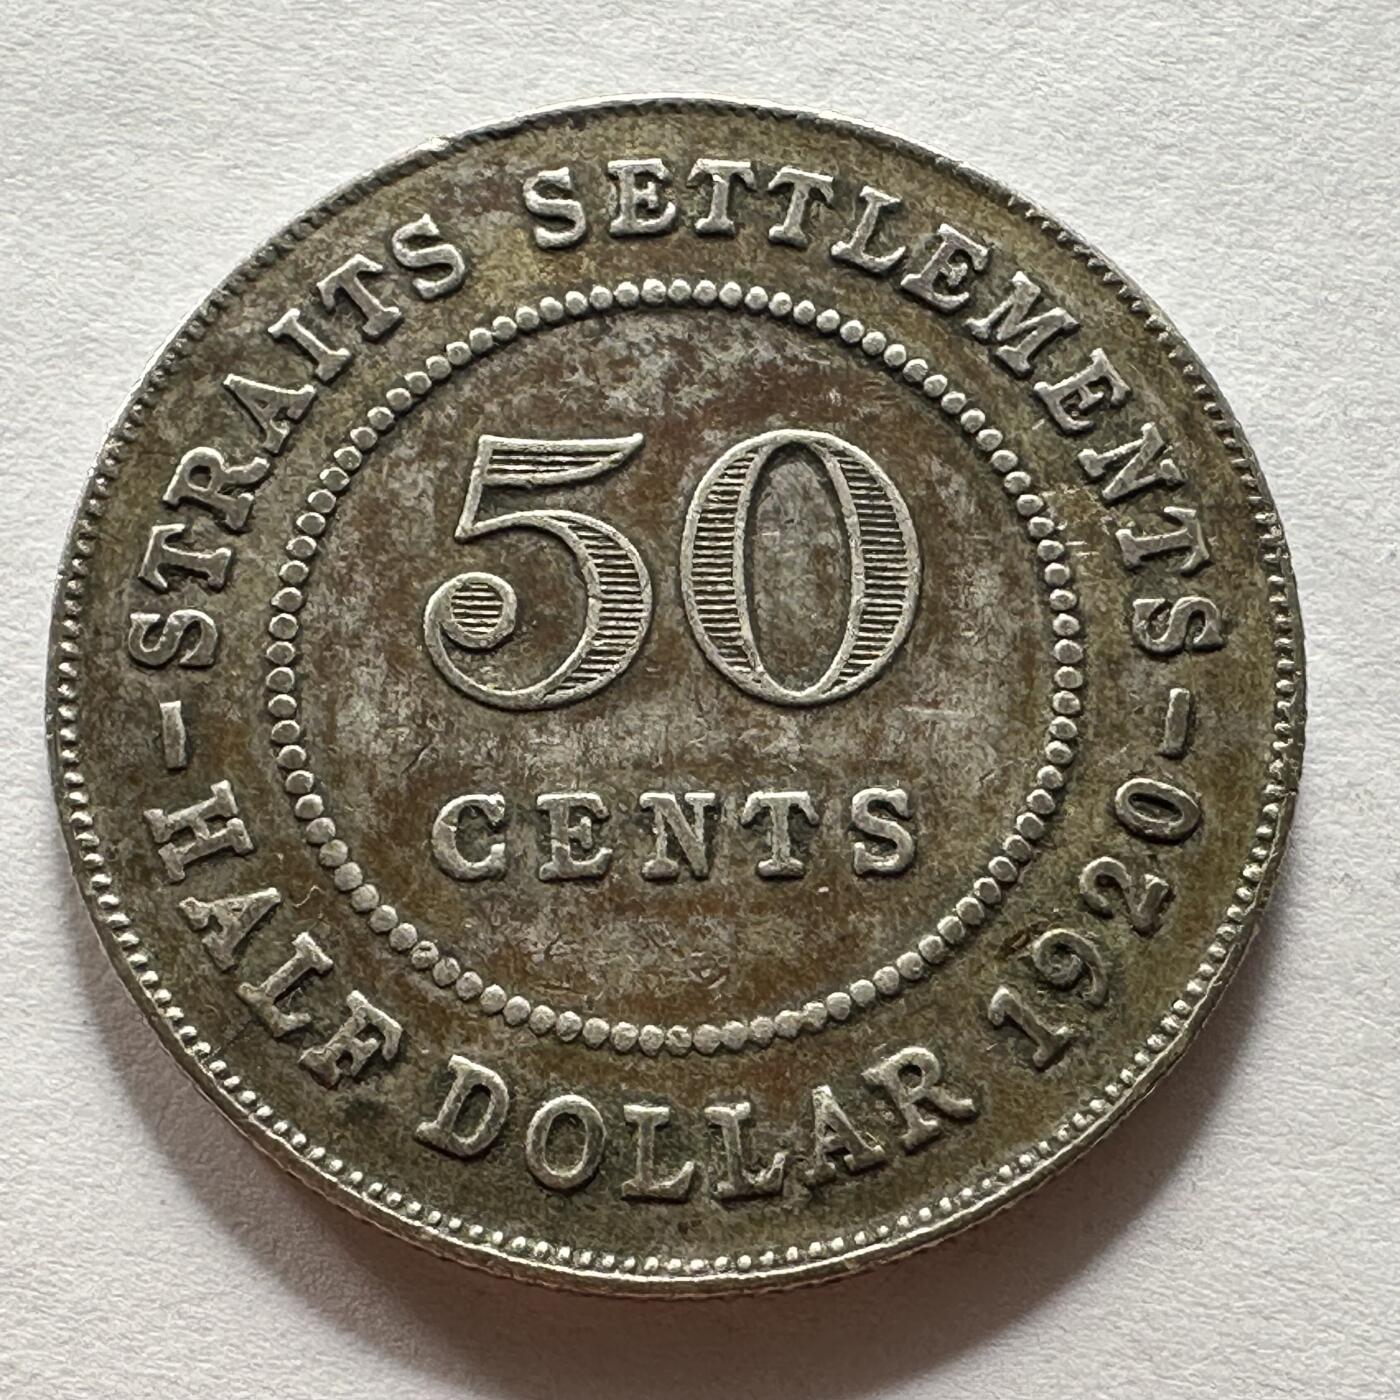 STRAITS SETTLEMENTS
50
CENTS
HALF DOLLAR 1920